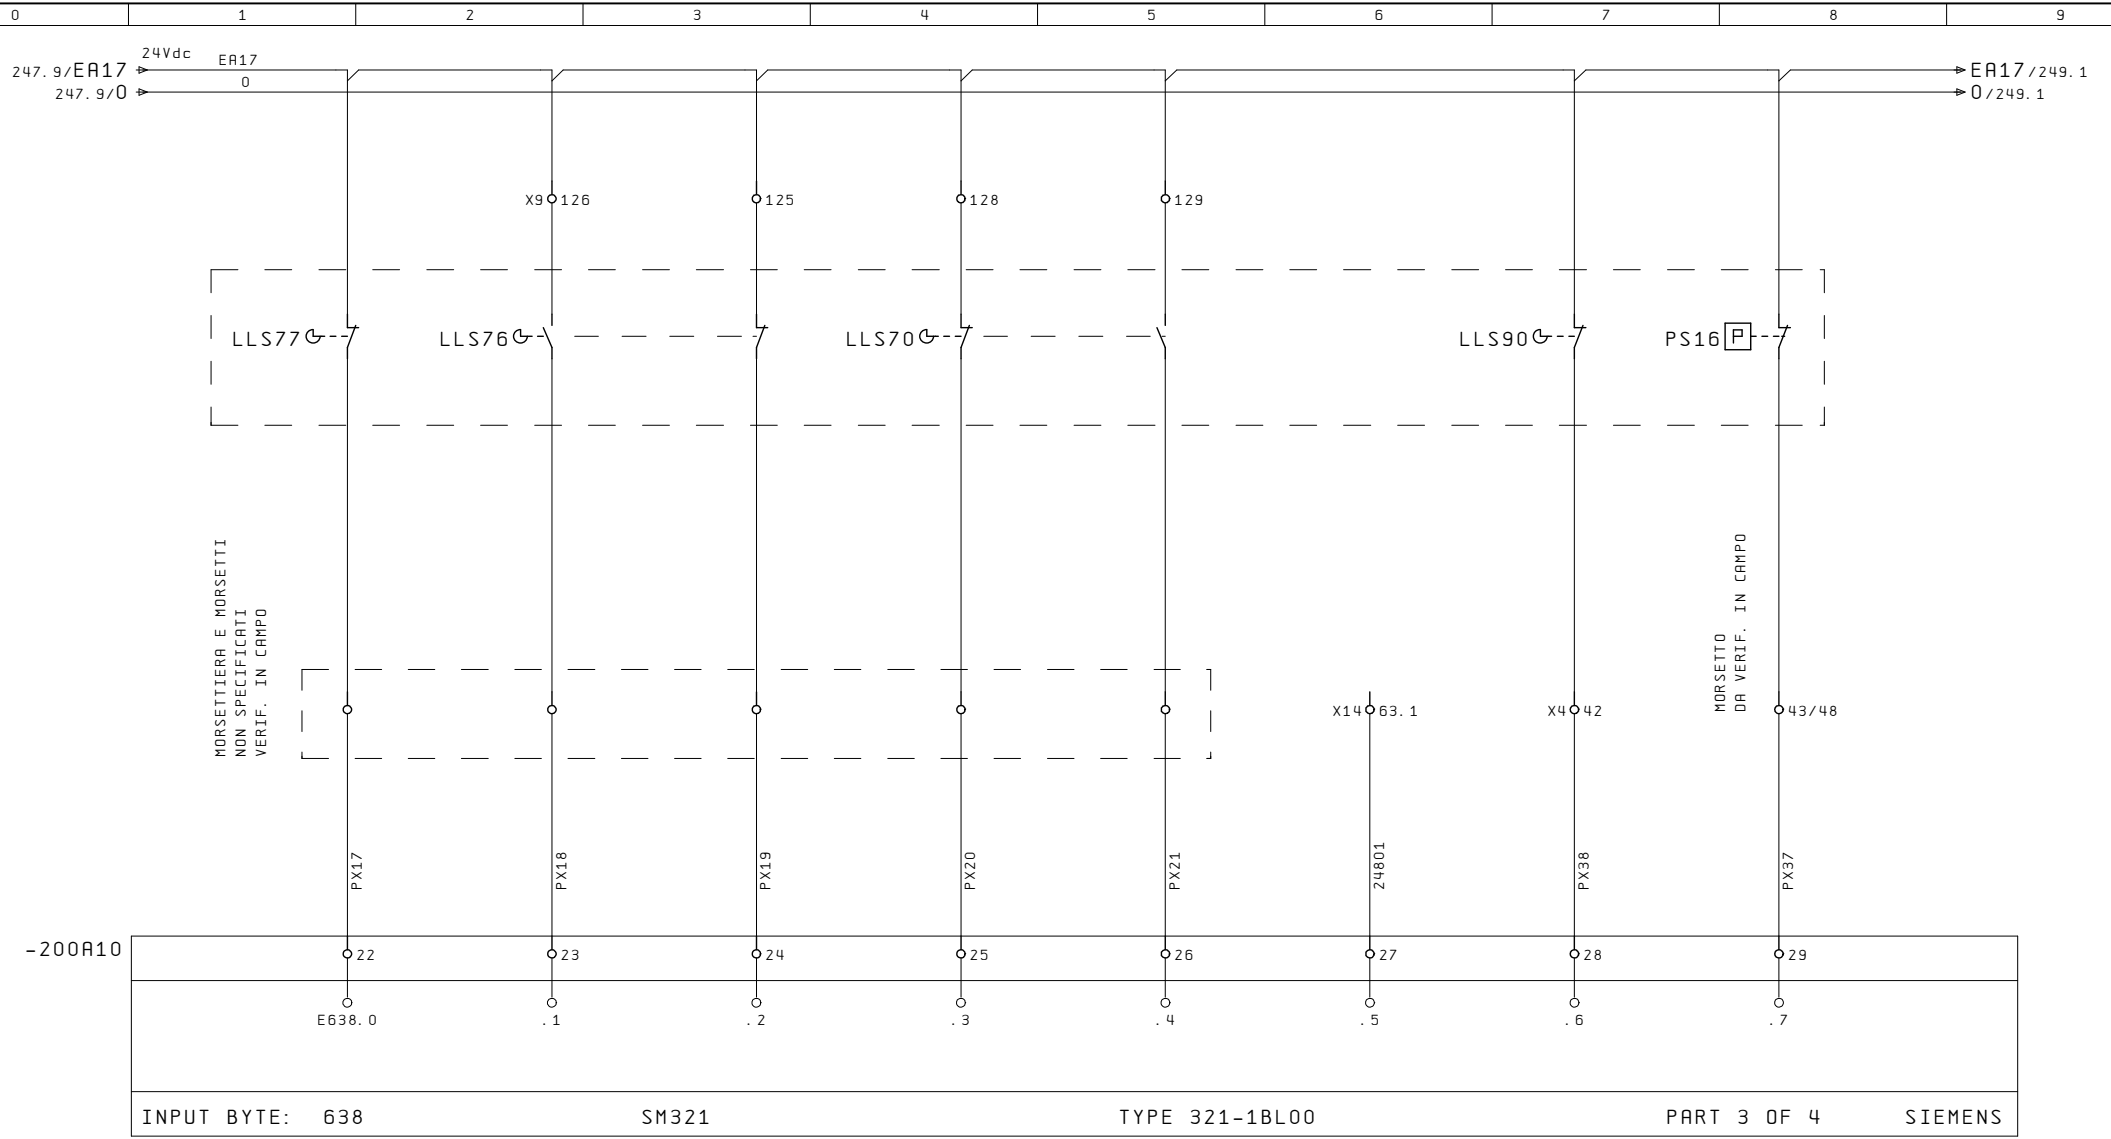 0 1 2 3 4 5 6 7 8 9
24Vdc
247.9/EA17 EA17 EA17/249.1
247.9/0 0 0/249.1
X9 126 125 128 129
LLS77 LLS76 LLS70 LLS90 PS16 P
MORSETTIERA E MORSETTI
NON SPECIFICATI
VERIF. IN CAMPO
MORSETTO
DA VERIF. IN CAMPO
X14 63.1 X4 42 43/48
PX17 PX18 PX19 PX20 PX21 24801 PX38 PX37
-200A10
22 23 24 25 26 27 28 29
E638.0 .1 .2 .3 .4 .5 .6 .7
INPUT BYTE: 638 SM321 TYPE 321-1BL00 PART 3 OF 4 SIEMENS